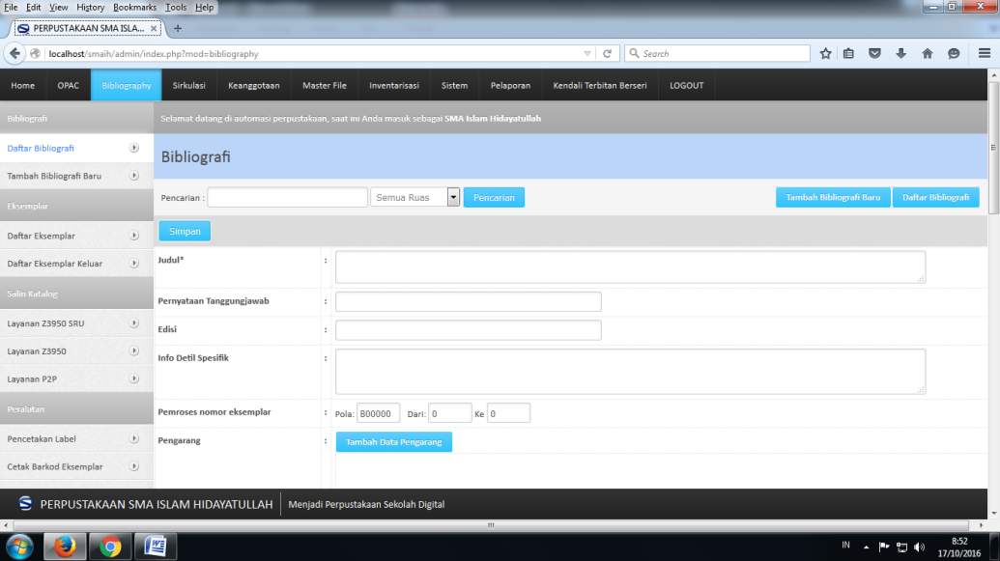 File Edit View History Bookmarks Tools Help
PERPUSTAKAAN SMA ISLA...
localhost/smaih/admin/index.php?mod=bibliography
Search
Home OPAC Bibliography Sirkulasi Keanggotaan Master File Inventarisasi Sistem Pelaporan Kendali Terbitan Berseri LOGOUT
Bibliografi
Selamat datang di automasi perpustakaan, saat ini Anda masuk sebagai SMA Islam Hidayatullah
Daftar Bibliografi
Tambah Bibliografi Baru
Eksemplar
Daftar Eksemplar
Daftar Eksemplar Keluar
Salin Katalog
Layanan Z3950 SRU
Layanan Z3950
Layanan P2P
Peralatan
Pencetakan Label
Cetak Barkod Eksemplar
Bibliografi
Pencarian : Semua Ruas Pencarian Tambah Bibliografi Baru Daftar Bibliografi
Simpan
Judul* :
Pernyataan Tanggungjawab :
Edisi :
Info Detil Spesifik :
Pemroses nomor eksemplar : Pola: B00000 Dari: 0 Ke 0
Pengarang : Tambah Data Pengarang
PERPUSTAKAAN SMA ISLAM HIDAYATULLAH Menjadi Perpustakaan Sekolah Digital
IN 8:52
17/10/2016